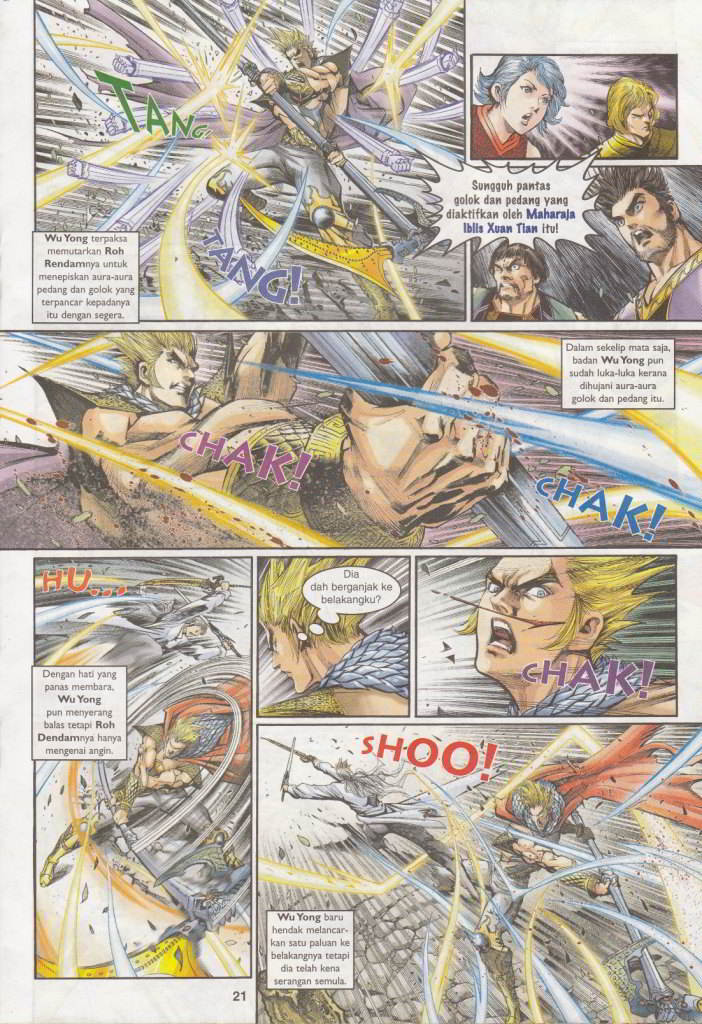 TANG!
Wu Yong terpaksa
memutarkan Roh
Rendamnya untuk
menepiskan aura-aura
pedang dan golok yang
terpancar kepadanya
itu dengan segera.
TANG!
Sungguh pantas
golok dan pedang yang
diaktifkan oleh Maharaja
Iblis Xuan Tian itu!
Dalam sekelip mata saja,
badan Wu Yong pun
sudah luka-luka kerana
dihujani aura-aura
golok dan pedang itu.
CHAK!
CHAK!
HU...
Dengan hati yang
panas membara,
Wu Yong
pun menyerang
balas tetapi Roh
Dendamnya hanya
mengenai angin.
Dia
dah berganjak ke
belakangku?
CHAK!
SHOO!
Wu Yong baru
hendak melancar-
kan satu paluan ke
belakangnya tetapi
dia telah kena
serangan semula.
21